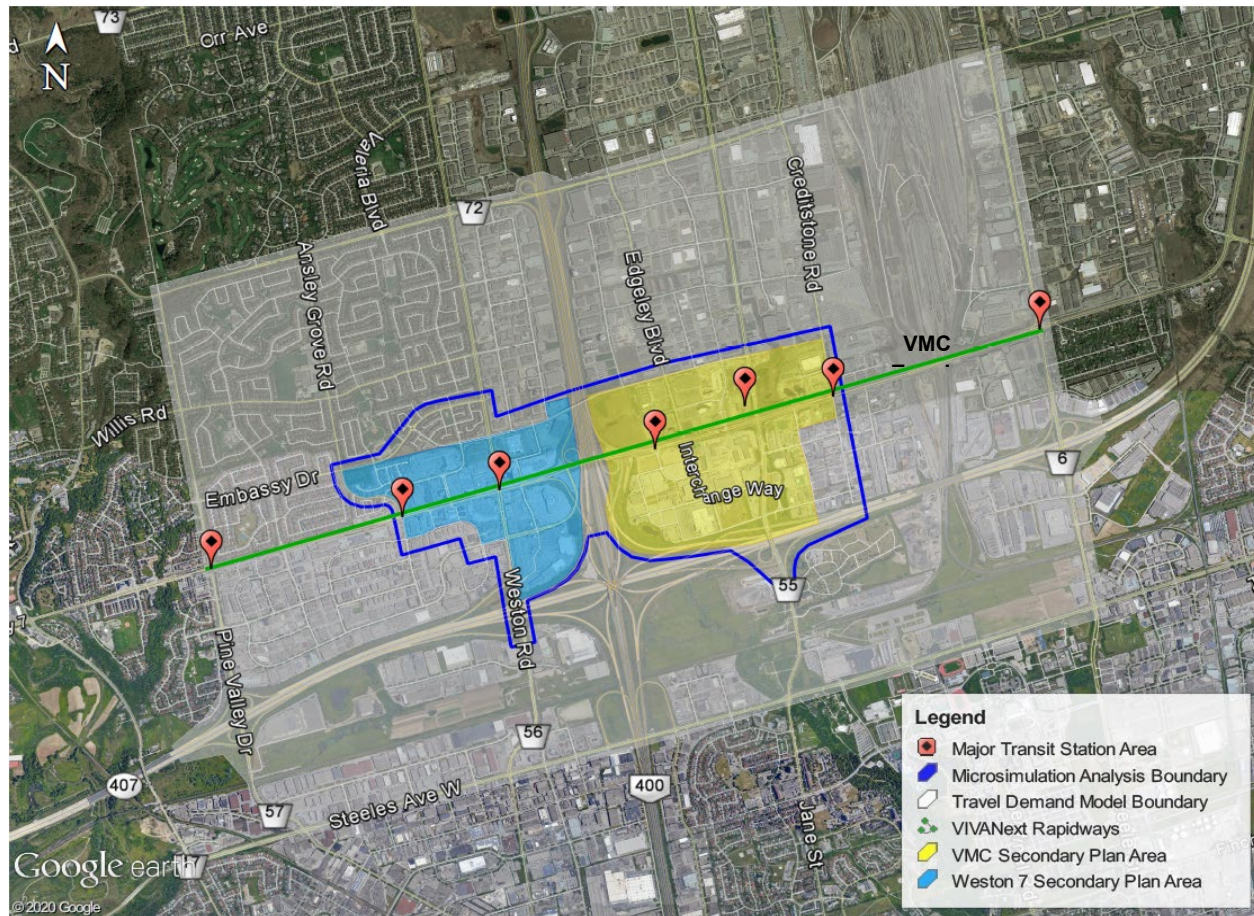 73
Orr Ave
N
Valeria Blvd
Creditstone Rd
72
Ansley Grove Rd
Edgeley Blvd
VMC
Willis Rd
Embassy Dr
Interchange Way
6
55
Weston Rd
Pine Valley Dr
56
407
400
57
Steeles Ave W
Jane St
Google earth
© 2020 Google
Legend
Major Transit Station Area
Microsimulation Analysis Boundary
Travel Demand Model Boundary
VIVANext Rapidways
VMC Secondary Plan Area
Weston 7 Secondary Plan Area